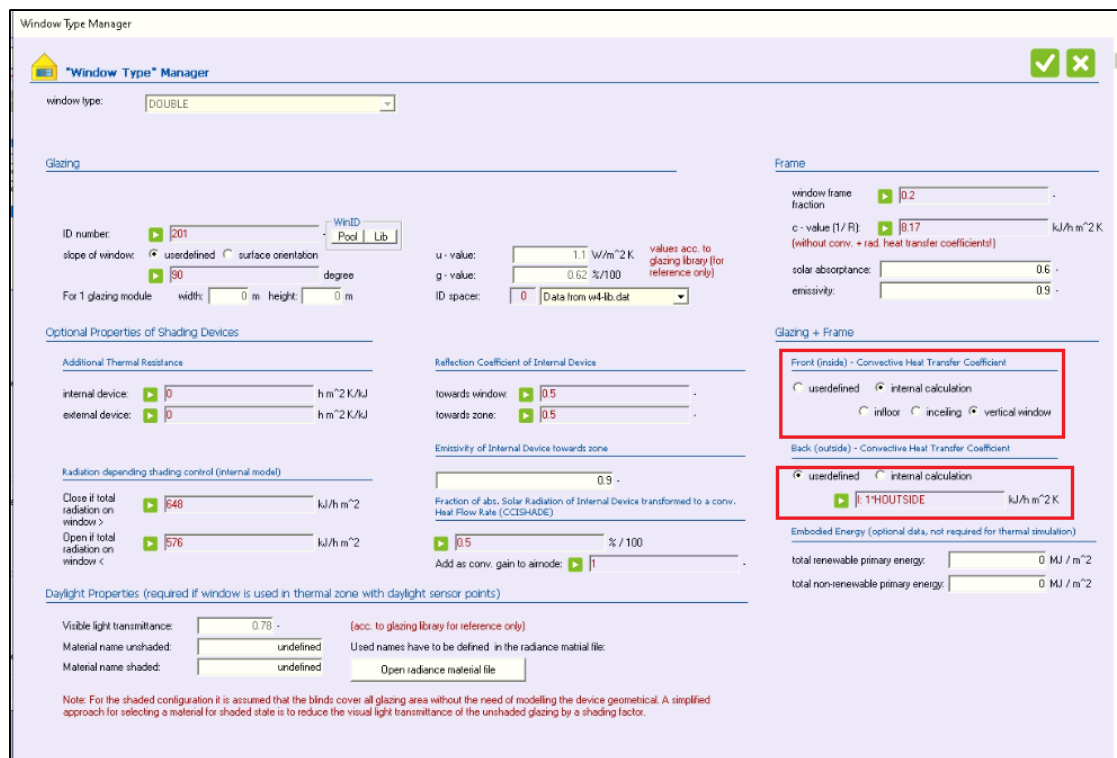 Window Type Manager
"Window Type" Manager
window type: DOUBLE
Glazing
ID number: 201 -
WinID
Pool Lib
slope of window: userdefined surface orientation
90 degree
For 1 glazing module width: 0 m height: 0 m
u - value: 1.1 W/m^2 K
g - value: 0.62 %/100
values acc. to
glazing library (for
reference only)
ID spacer: 0 Data from w4-lib.dat
Frame
window frame
fraction 0.2 -
c - value (1/ R): 8.17 kJ/h m^2 K
(without conv. + rad. heat transfer coefficients!)
solar absorptance: 0.6 -
emissivity: 0.9 -
Optional Properties of Shading Devices
Additional Thermal Resistance
internal device: 0 h m^2 K/kJ
external device: 0 h m^2 K/kJ
Reflection Coefficient of Internal Device
towards window: 0.5 -
towards zone: 0.5 -
Emissivity of Internal Device towards zone
0.9 -
Radiation depending shading control (internal model)
Close if total
radiation on
window > 648 kJ/h m^2
Open if total
radiation on
window < 576 kJ/h m^2
Fraction of abs. Solar Radiation of Internal Device transformed to a conv.
Heat Flow Rate (CCISHADE)
0.5 % / 100
Add as conv. gain to airnode: 1 -
Glazing + Frame
Front (inside) - Convective Heat Transfer Coefficient
userdefined internal calculation
infloor inceiling vertical window
Back (outside) - Convective Heat Transfer Coefficient
userdefined internal calculation
I: 1*HOUTSIDE kJ/h m^2 K
Embodied Energy (optional data, not required for thermal simulation)
total renewable primary energy: 0 MJ / m^2
total non-renewable primary energy: 0 MJ / m^2
Daylight Properties (required if window is used in thermal zone with daylight sensor points)
Visible light transmittance: 0.78 - (acc. to glazing library for reference only)
Material name unshaded: undefined Used names have to be defined in the radiance matrial file:
Material name shaded: undefined Open radiance material file
Note: For the shaded configuration it is assumed that the blinds cover all glazing area without the need of modelling the device geometrical. A simplified
approach for selecting a material for shaded state is to reduce the visual light transmittance of the unshaded glazing by a shading factor.